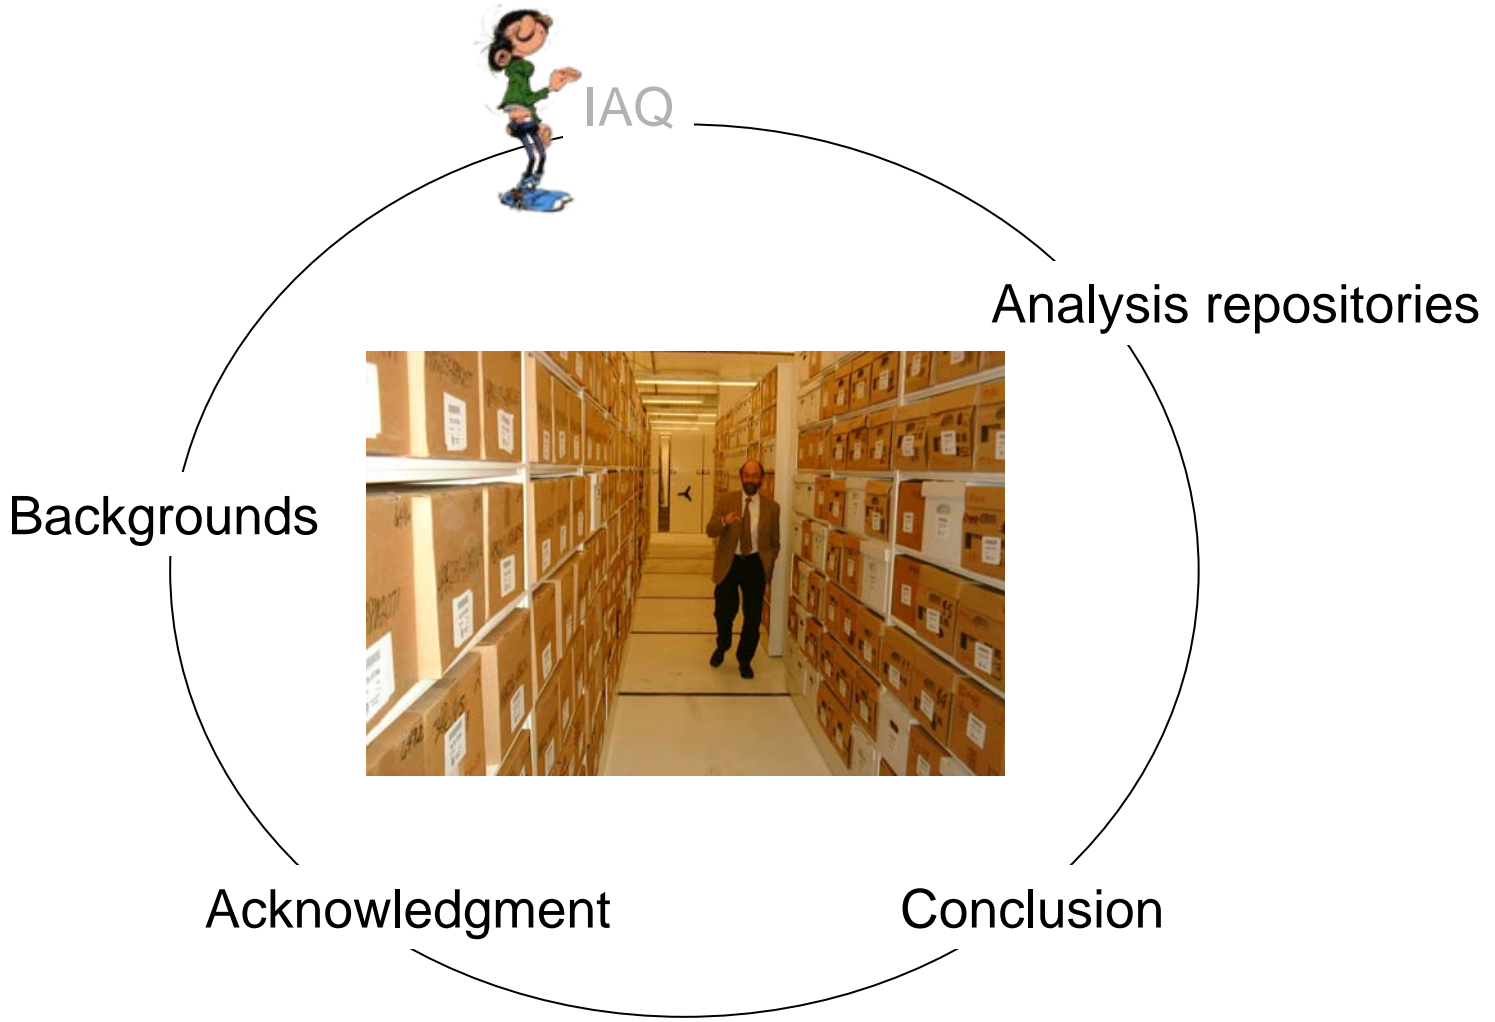 IAQ
Analysis repositories
Backgrounds
Acknowledgment
Conclusion